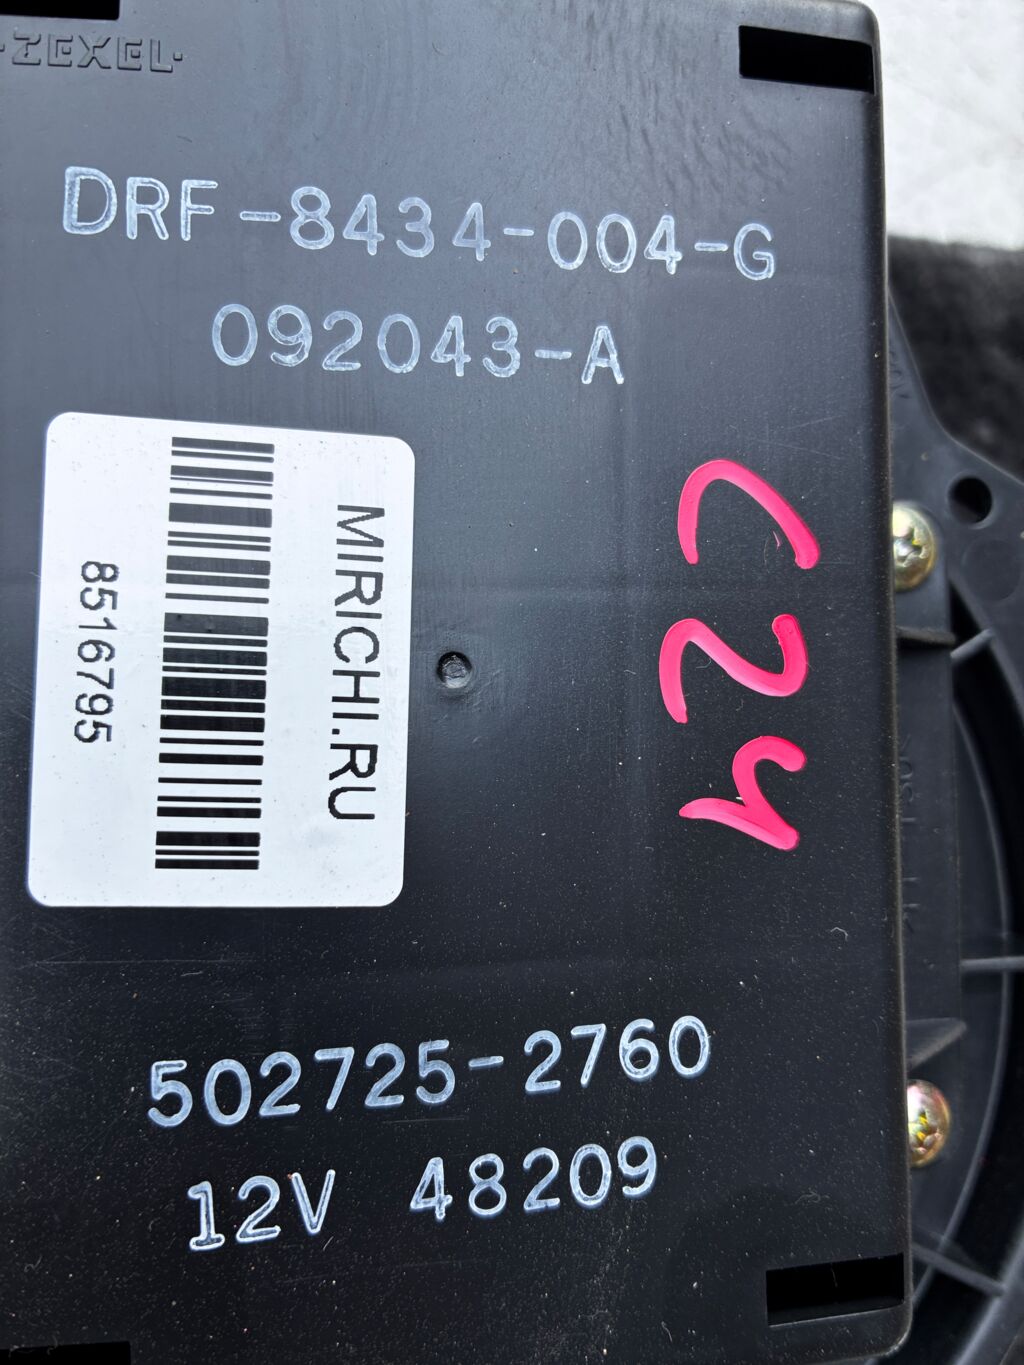 ·ZEXEL·
DRF-8434-004-G
092043-A
MIRICHI.RU
8516795
C24
502725-2760
12V 48209